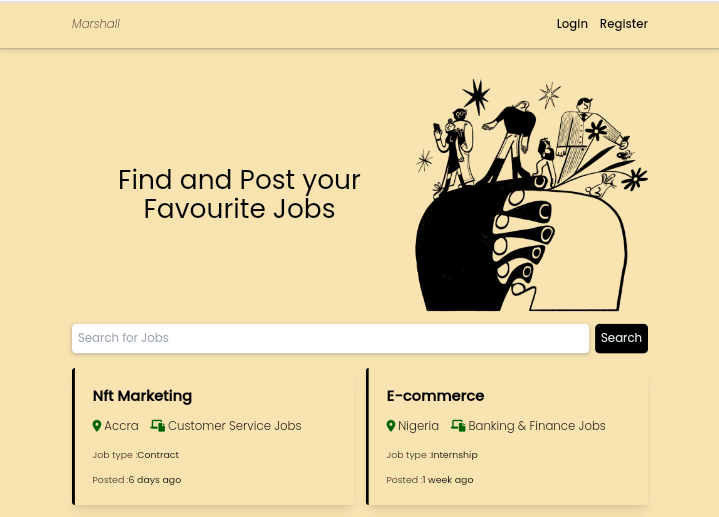 Marshall
Login Register
Find and Post your
Favourite Jobs
Search for Jobs
Search
Nft Marketing
Accra Customer Service Jobs
Job type :Contract
Posted :6 days ago
E-commerce
Nigeria Banking & Finance Jobs
Job type :Internship
Posted :1 week ago